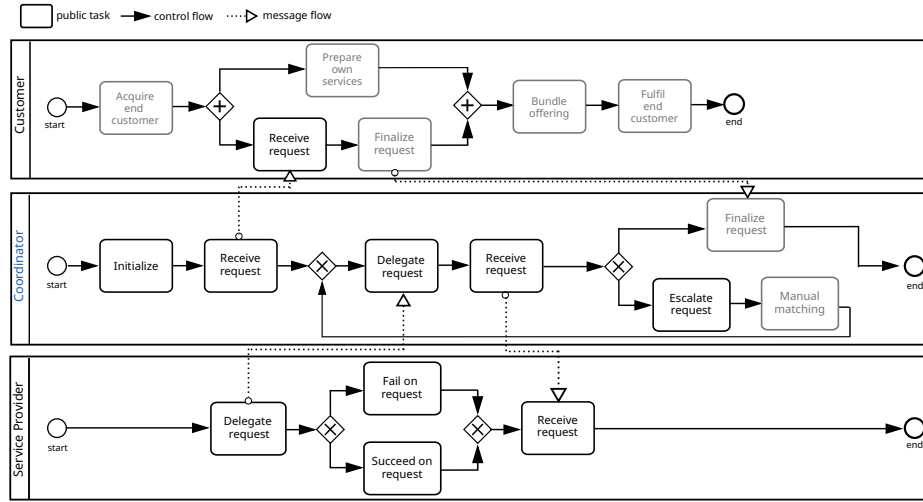 public task
control flow
message flow
Customer
start
Acquire
end
customer
Prepare
own
services
Receive
request
Finalize
request
Bundle
offering
Fulfil
end
customer
end
Coordinator
start
Initialize
Receive
request
Delegate
request
Receive
request
Finalize
request
Escalate
request
Manual
matching
end
Service Provider
start
Delegate
request
Fail on
request
Succeed on
request
Receive
request
end